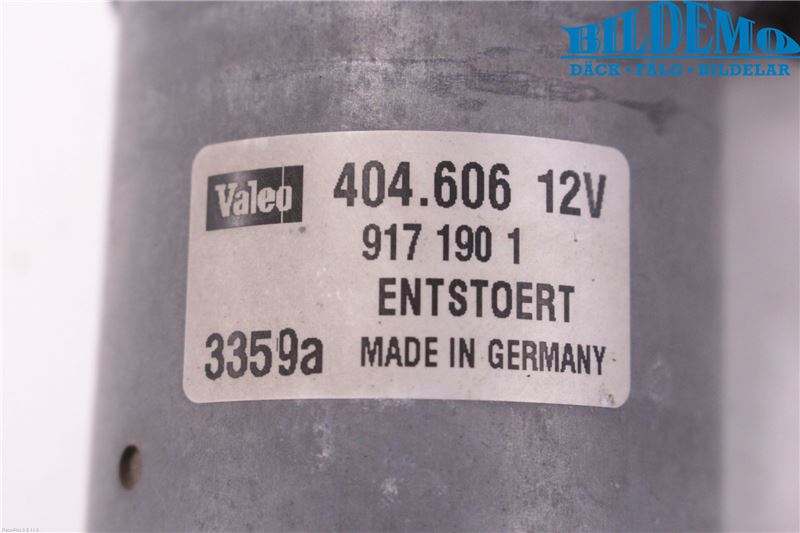 BILDEMO
DÄCK • FÄLG • BILDELAR
Valeo 404.606 12V
917 190 1
ENTSTOERT
3359a MADE IN GERMANY